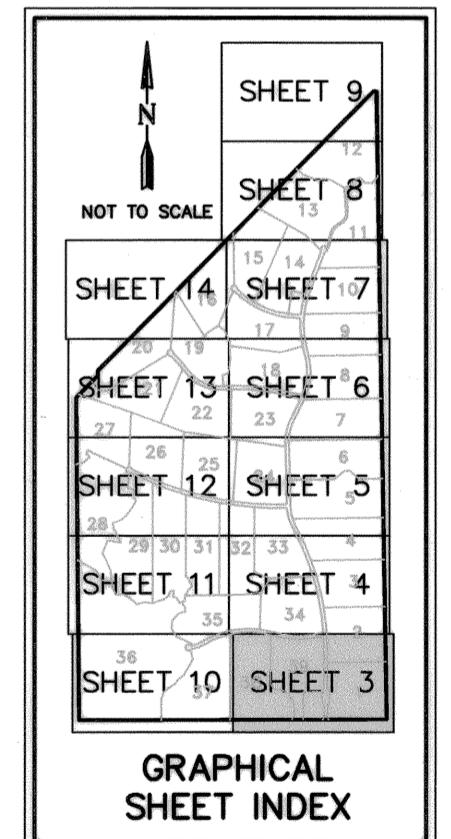 SHEET 9
N
12
SHEET 8
NOT TO SCALE
13
11
15
14
SHEET 14
SHEET 7
10
16
17
9
20
19
18
8
SHEET 13
SHEET 6
22
23
7
27
26
25
6
SHEET 12
SHEET 5
5
28
29
30
31
32
33
4
SHEET 11
SHEET 4
3
35
34
2
36
SHEET 10
SHEET 3
37
GRAPHICAL
SHEET INDEX